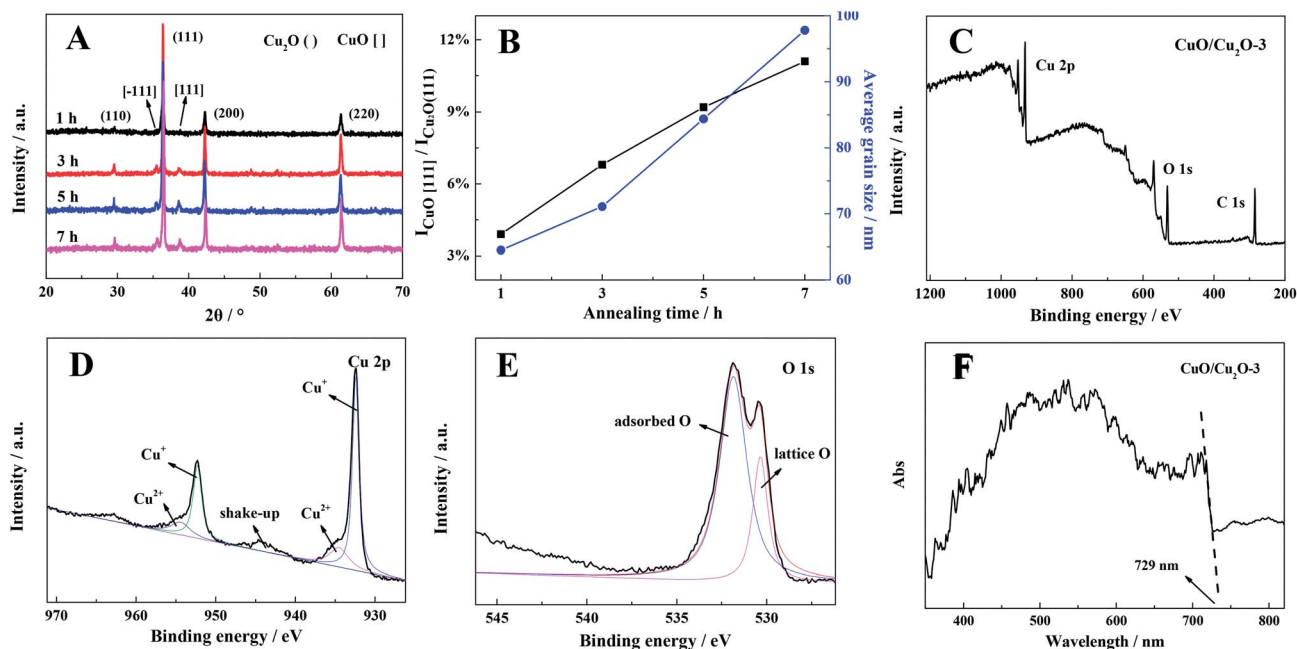 A
(111)
Cu₂O ( ) CuO [ ]
[-111]
[111]
(110)
(200)
(220)
1 h
3 h
5 h
7 h
Intensity / a.u.
20 30 40 50 60 70
2θ / °
B
12%
9%
6%
3%
I CuO [111] / I Cu₂O(111)
100
90
80
70
60
Average grain size / nm
1 3 5 7
Annealing time / h
C
CuO/Cu₂O-3
Cu 2p
O 1s
C 1s
Intensity / a.u.
1200 1000 800 600 400 200
Binding energy / eV
D
Cu 2p
Cu⁺
Cu⁺
Cu²⁺
shake-up
Cu²⁺
Intensity / a.u.
970 960 950 940 930
Binding energy / eV
E
O 1s
adsorbed O
lattice O
Intensity / a.u.
545 540 535 530
Binding energy / eV
F
CuO/Cu₂O-3
Abs
729 nm
400 500 600 700 800
Wavelength / nm